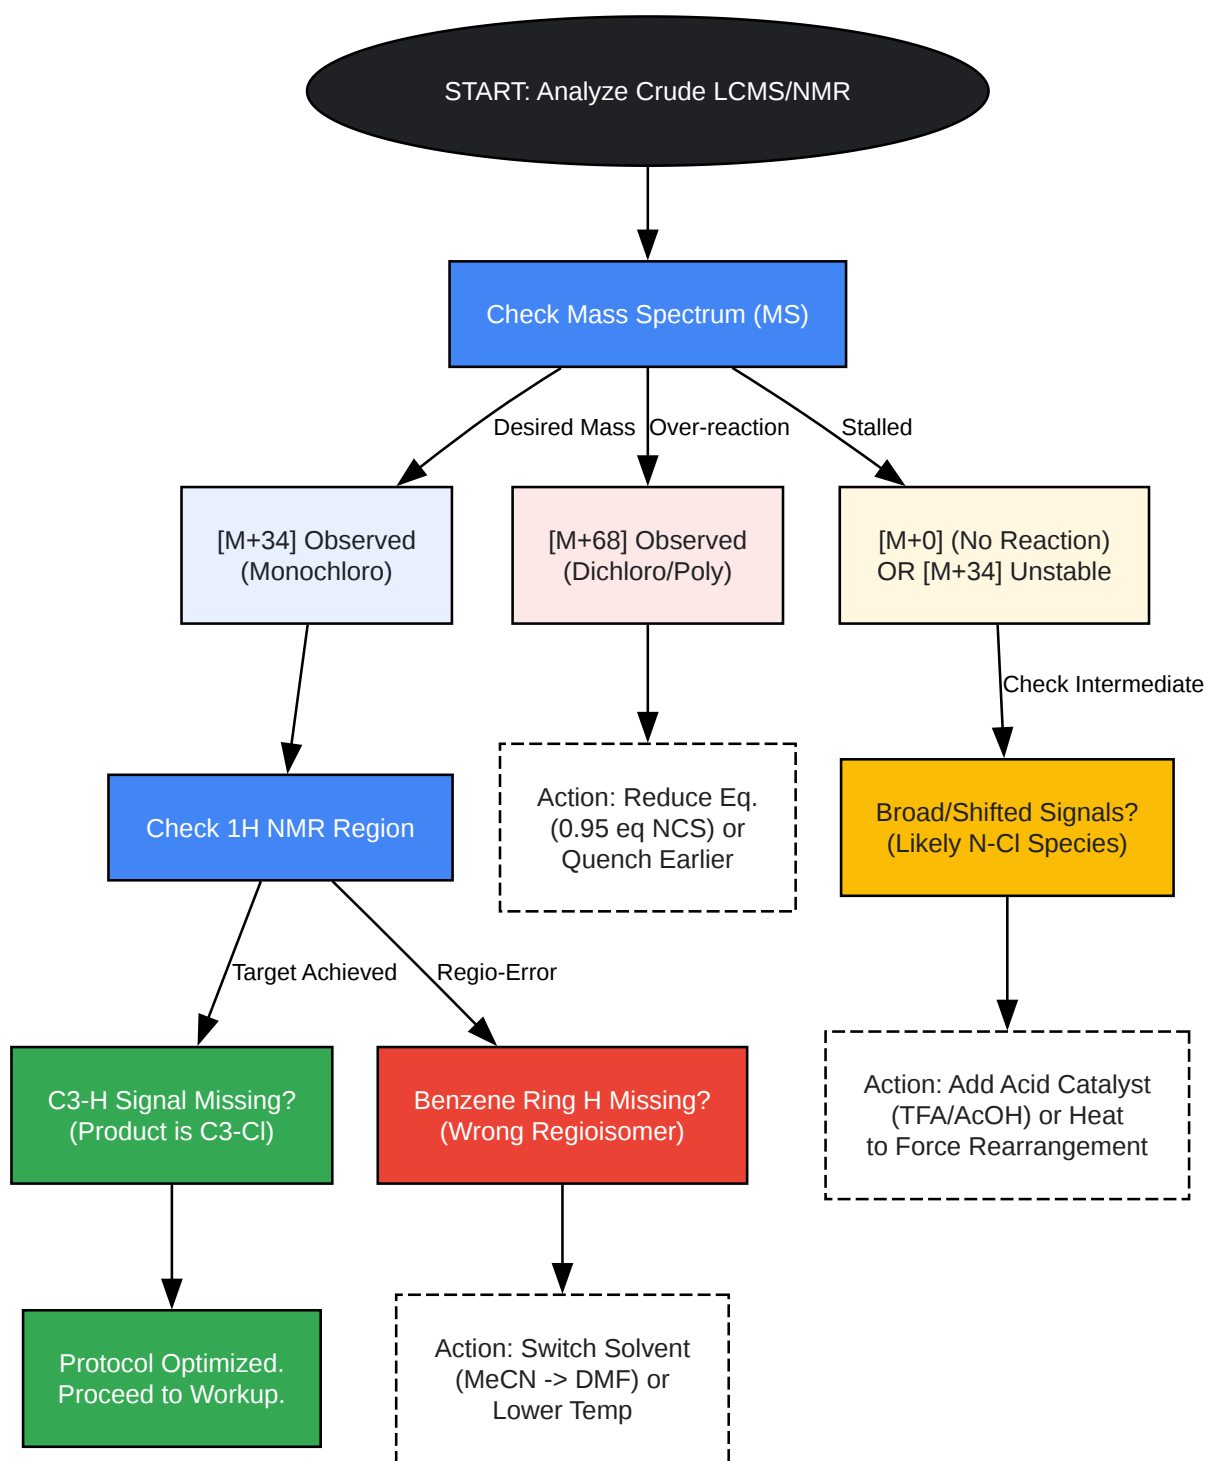 START: Analyze Crude LCMS/NMR
Check Mass Spectrum (MS)
Desired Mass
Over-reaction
Stalled
[M+34] Observed
(Monochloro)
[M+68] Observed
(Dichloro/Poly)
[M+0] (No Reaction)
OR [M+34] Unstable
Check Intermediate
Check 1H NMR Region
Action: Reduce Eq.
(0.95 eq NCS) or
Quench Earlier
Broad/Shifted Signals?
(Likely N-Cl Species)
Target Achieved
Regio-Error
C3-H Signal Missing?
(Product is C3-Cl)
Benzene Ring H Missing?
(Wrong Regioisomer)
Action: Add Acid Catalyst
(TFA/AcOH) or Heat
to Force Rearrangement
Protocol Optimized.
Proceed to Workup.
Action: Switch Solvent
(MeCN -> DMF) or
Lower Temp